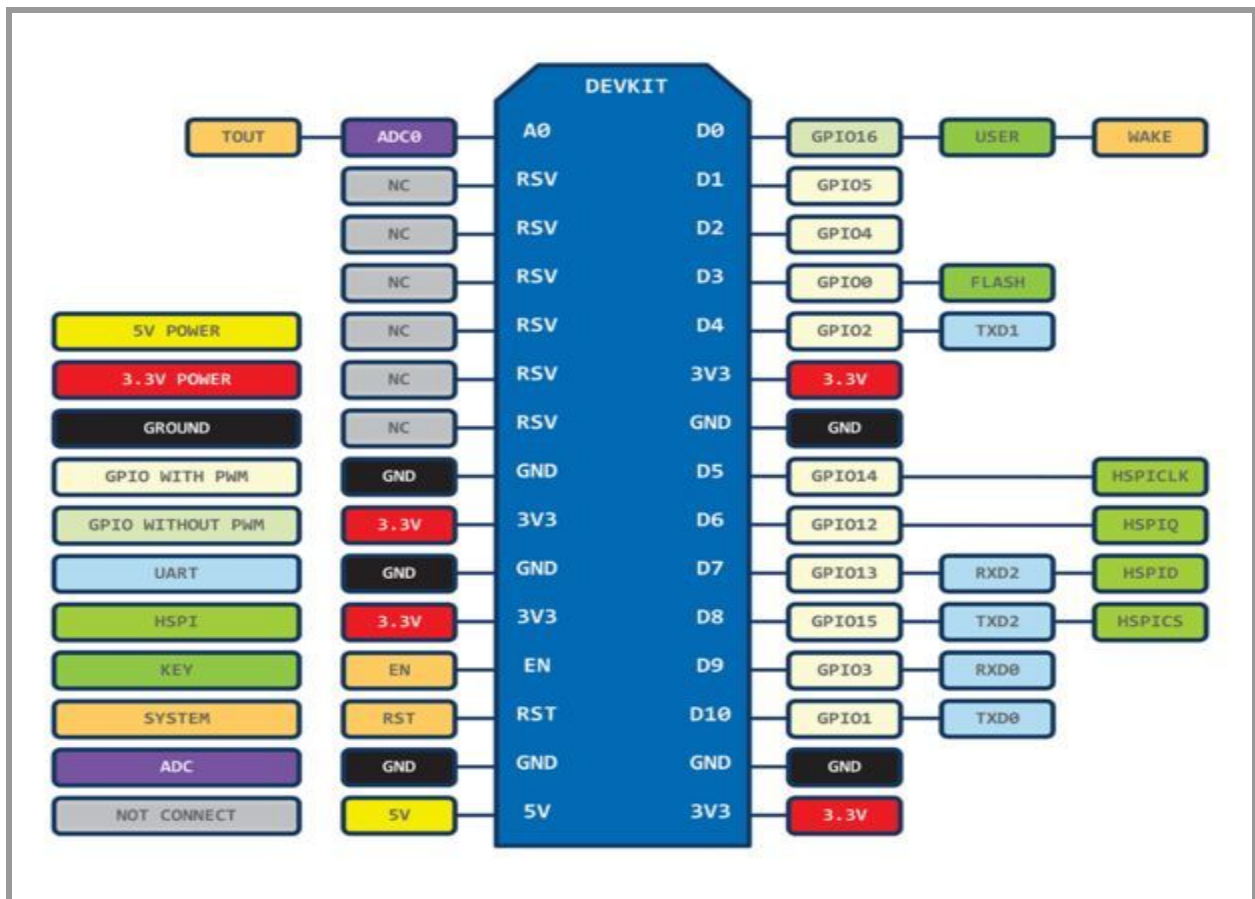 DEVKIT
TOUT ADC0 A0 D0 GPIO16 USER WAKE
NC RSV D1 GPIO5
NC RSV D2 GPIO4
NC RSV D3 GPIO0 FLASH
5V POWER NC RSV D4 GPIO2 TXD1
3.3V POWER NC RSV 3V3 3.3V
GROUND NC RSV GND GND
GPIO WITH PWM GND GND D5 GPIO14 HSPICLK
GPIO WITHOUT PWM 3.3V 3V3 D6 GPIO12 HSPIQ
UART GND GND D7 GPIO13 RXD2 HSPID
HSPI 3.3V 3V3 D8 GPIO15 TXD2 HSPICS
KEY EN EN D9 GPIO3 RXD0
SYSTEM RST RST D10 GPIO1 TXD0
ADC GND GND GND GND
NOT CONNECT 5V 5V 3V3 3.3V